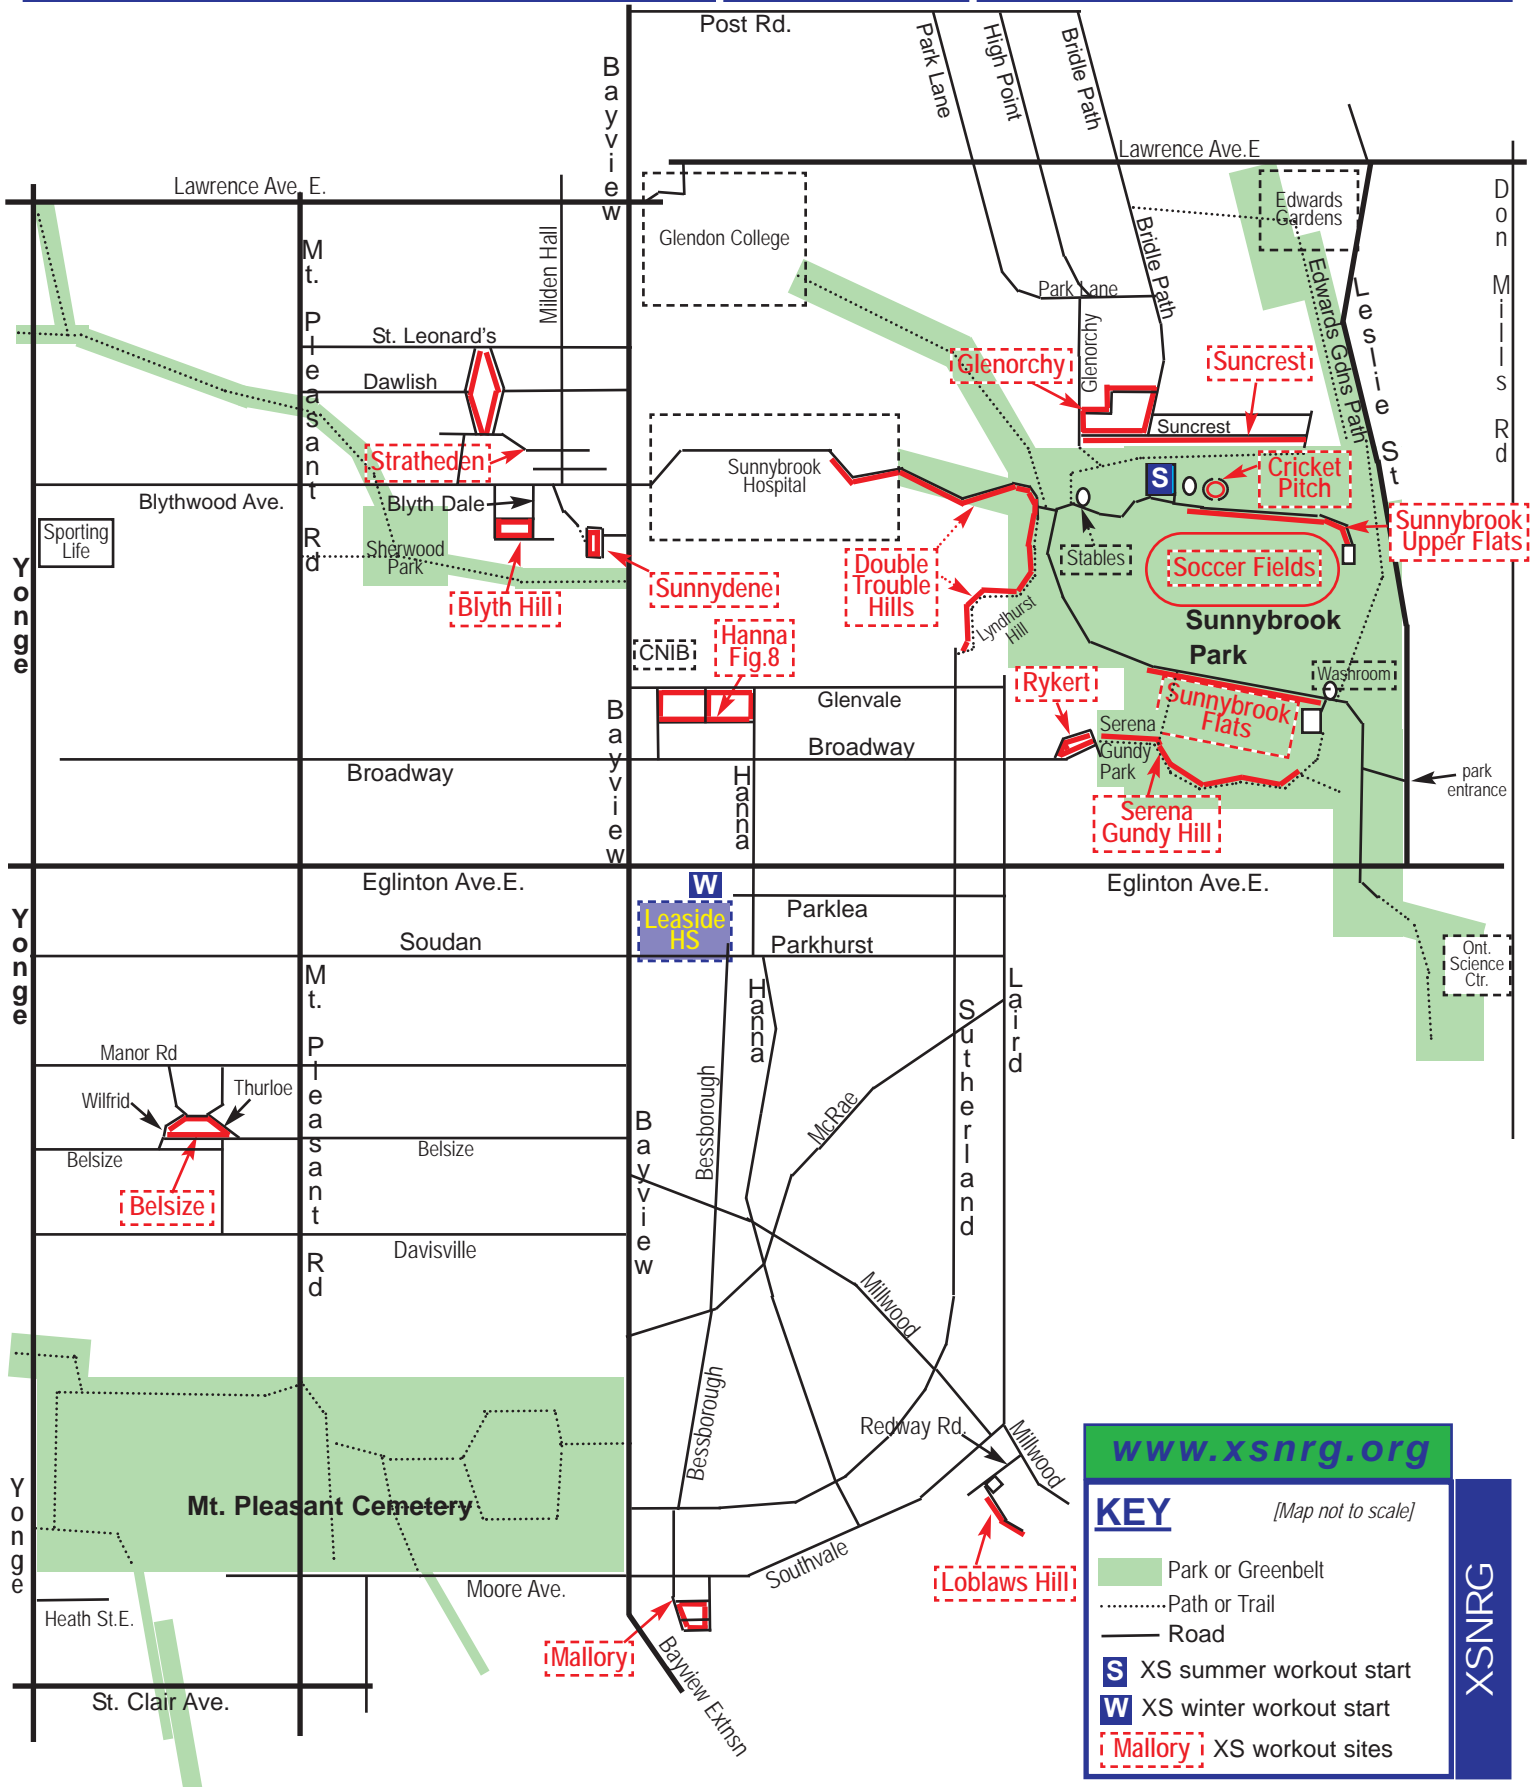 Post Rd.
Bayview
Park Lane
High Point
Bridle Path
Lawrence Ave.E
Lawrence Ave. E.
Don Mills Rd
Edwards
Gardens
Glendon College
Milden Hall
Mt. Pleasant Rd
Bridle Path
Edwards Gdns Path
Leslie St
Park Lane
Glenorchy
St. Leonard's
Dawlish
Glenorchy
Suncrest
Suncrest
Stratheden
Sunnybrook
Hospital
S
Cricket
Pitch
Blythwood Ave.
Blyth Dale
Sporting
Life
Sherwood
Park
Sunnybrook
Upper Flats
Stables
Soccer Fields
Double
Trouble
Hills
Yonge
Blyth Hill
Sunnydene
Lyndhurst
Hill
Sunnybrook
Park
CNIB
Hanna
Fig.8
Washroom
Rykert
Glenvale
Sunnybrook
Flats
Bayview
Serena
Gundy
Park
Broadway
Broadway
Hanna
park
entrance
Serena
Gundy Hill
Eglinton Ave.E.
W
Eglinton Ave.E.
Yonge
Leaside
HS
Parklea
Soudan
Parkhurst
Ont.
Science
Ctr.
Mt. Pleasant Rd
Hanna
Laird
Sutherland
Manor Rd
Bessborough
Wilfrid
Thurloe
McRae
Bayview
Belsize
Belsize
Belsize
Davisville
Millwood
Bessborough
Redway Rd.
Millwood
www.xsnrg.org
Yonge
Mt. Pleasant Cemetery
KEY
[Map not to scale]
Southvale
Park or Greenbelt
Loblaws Hill
Moore Ave.
Path or Trail
Heath St.E.
Road
Mallory
Bayview Extnsn
S XS summer workout start
St. Clair Ave.
W XS winter workout start
Mallory XS workout sites
XSNRG